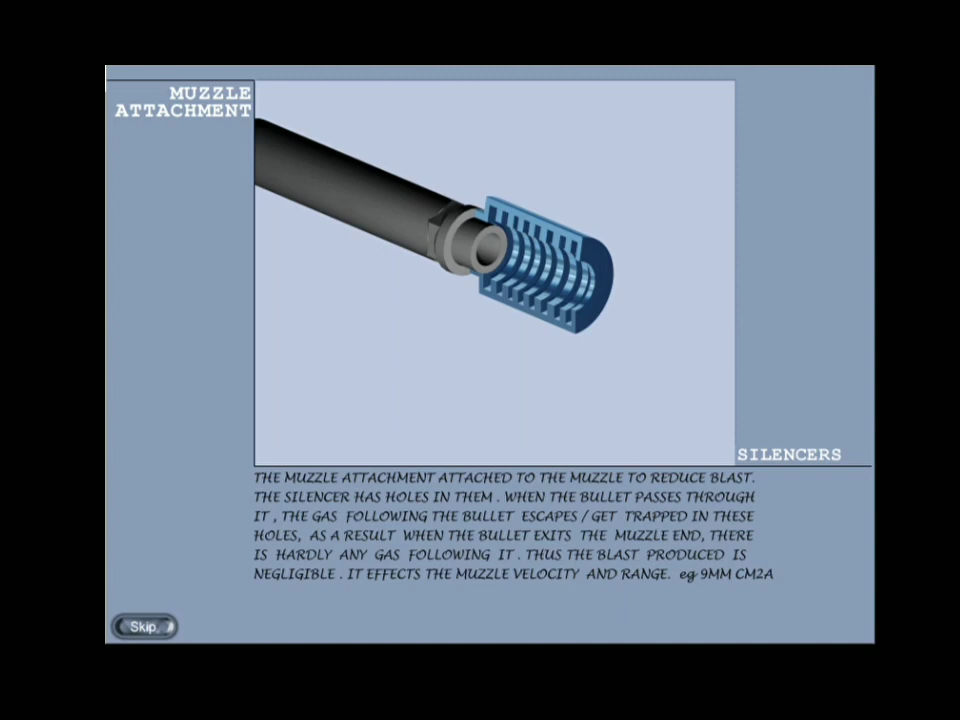 MUZZLE
ATTACHMENT
SILENCERS
THE MUZZLE ATTACHMENT ATTACHED TO THE MUZZLE TO REDUCE BLAST.
THE SILENCER HAS HOLES IN THEM . WHEN THE BULLET PASSES THROUGH
IT , THE GAS FOLLOWING THE BULLET ESCAPES / GET TRAPPED IN THESE
HOLES, AS A RESULT WHEN THE BULLET EXITS THE MUZZLE END, THERE
IS HARDLY ANY GAS FOLLOWING IT . THUS THE BLAST PRODUCED IS
NEGLIGIBLE . IT EFFECTS THE MUZZLE VELOCITY AND RANGE. eg 9MM CM2A
Skip